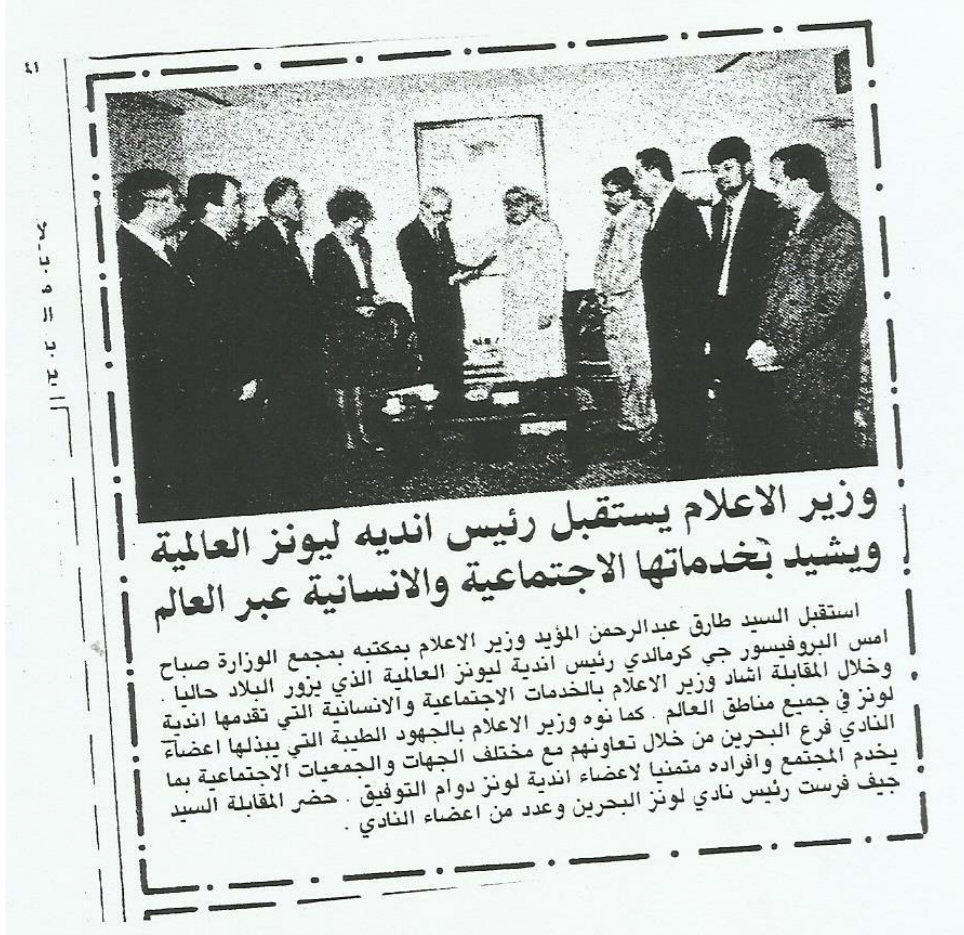 وزير الاعلام يستقبل رئيس انديه ليونز العالمية
ويشيد بخدماتها الاجتماعية والانسانية عبر العالم
استقبل السيد طارق عبدالرحمن المؤيد وزير الاعلام بمكتبه بمجمع الوزارة صباح
امس البروفيسور جي كرمالدي رئيس اندية ليونز العالمية الذي يزور البلاد حاليا .
وخلال المقابلة اشاد وزير الاعلام بالخدمات الاجتماعية والانسانية التي تقدمها اندية
لونز في جميع مناطق العالم . كما نوه وزير الاعلام بالجهود الطيبة التي يبذلها اعضاء
النادي فرع البحرين من خلال تعاونهم مع مختلف الجهات والجمعيات الاجتماعية بما
يخدم المجتمع وافراده متمنيا لاعضاء اندية لونز دوام التوفيق . حضر المقابلة السيد
جيف فرست رئيس نادي لونز البحرين وعدد من اعضاء النادي .